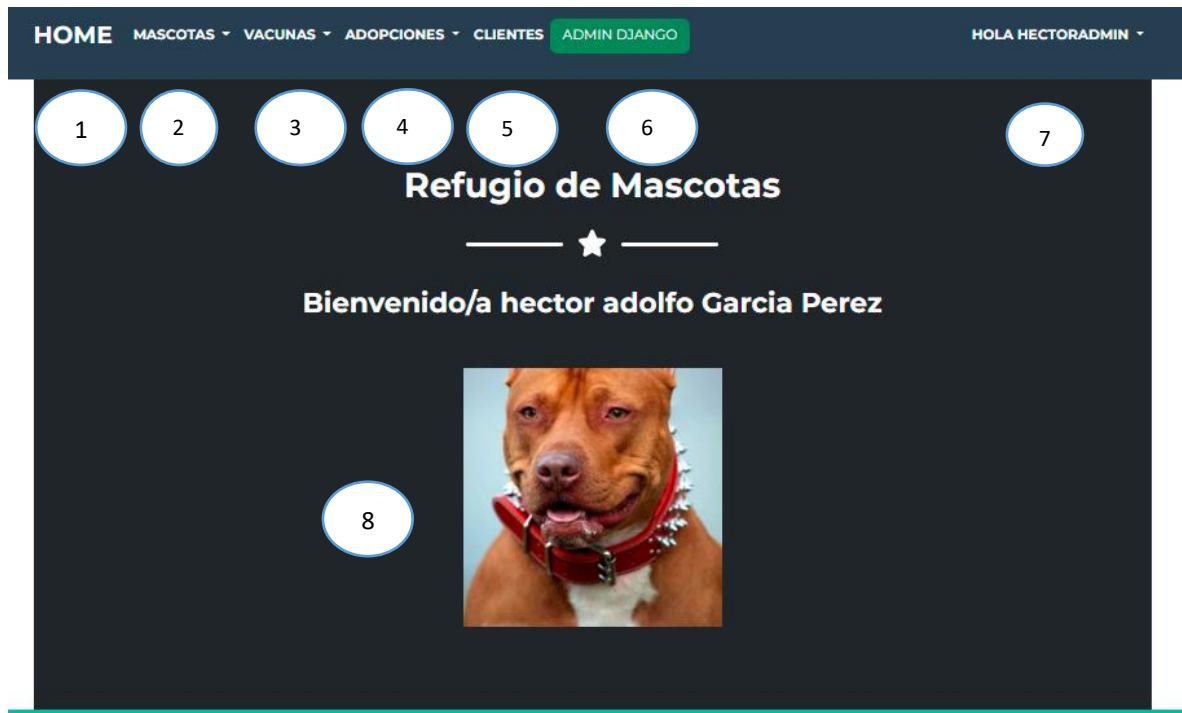 HOME MASCOTAS VACUNAS ADOPCIONES CLIENTES ADMIN DJANGO HOLA HECTORADMIN
1 2 3 4 5 6 7
Refugio de Mascotas
Bienvenido/a hector adolfo Garcia Perez
8